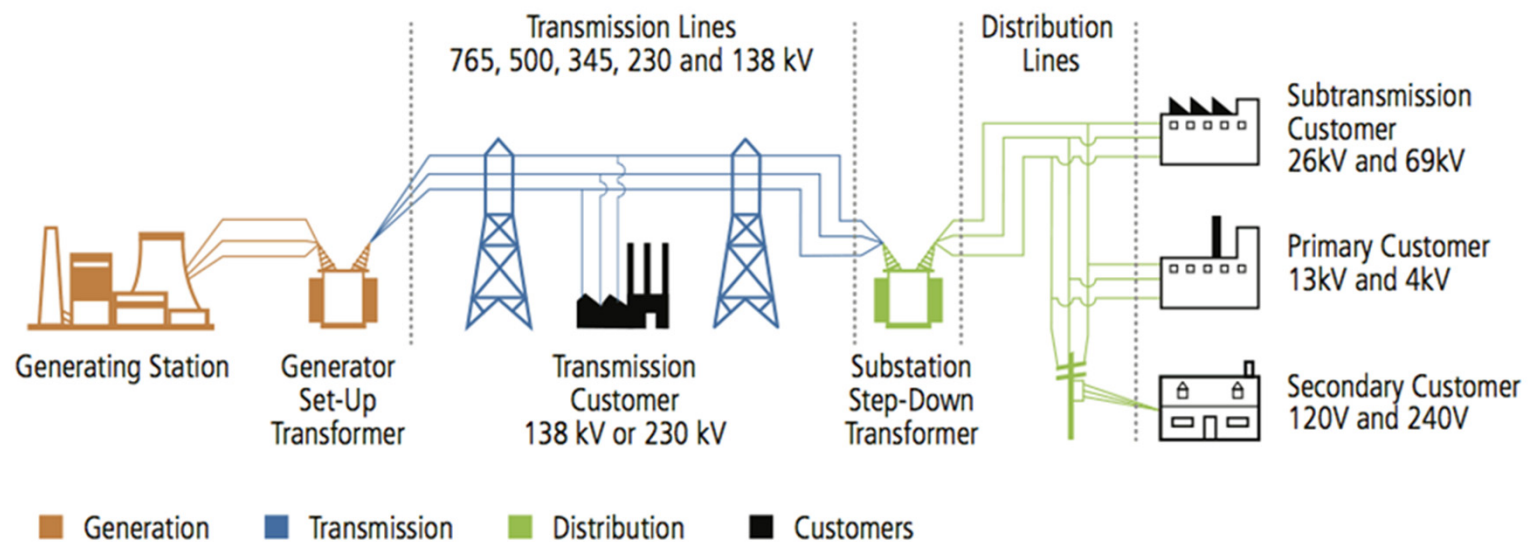 Transmission Lines
765, 500, 345, 230 and 138 kV
Distribution
Lines
Subtransmission
Customer
26kV and 69kV
Primary Customer
13kV and 4kV
Generating Station
Generator
Set-Up
Transformer
Transmission
Customer
138 kV or 230 kV
Substation
Step-Down
Transformer
Secondary Customer
120V and 240V
Generation
Transmission
Distribution
Customers